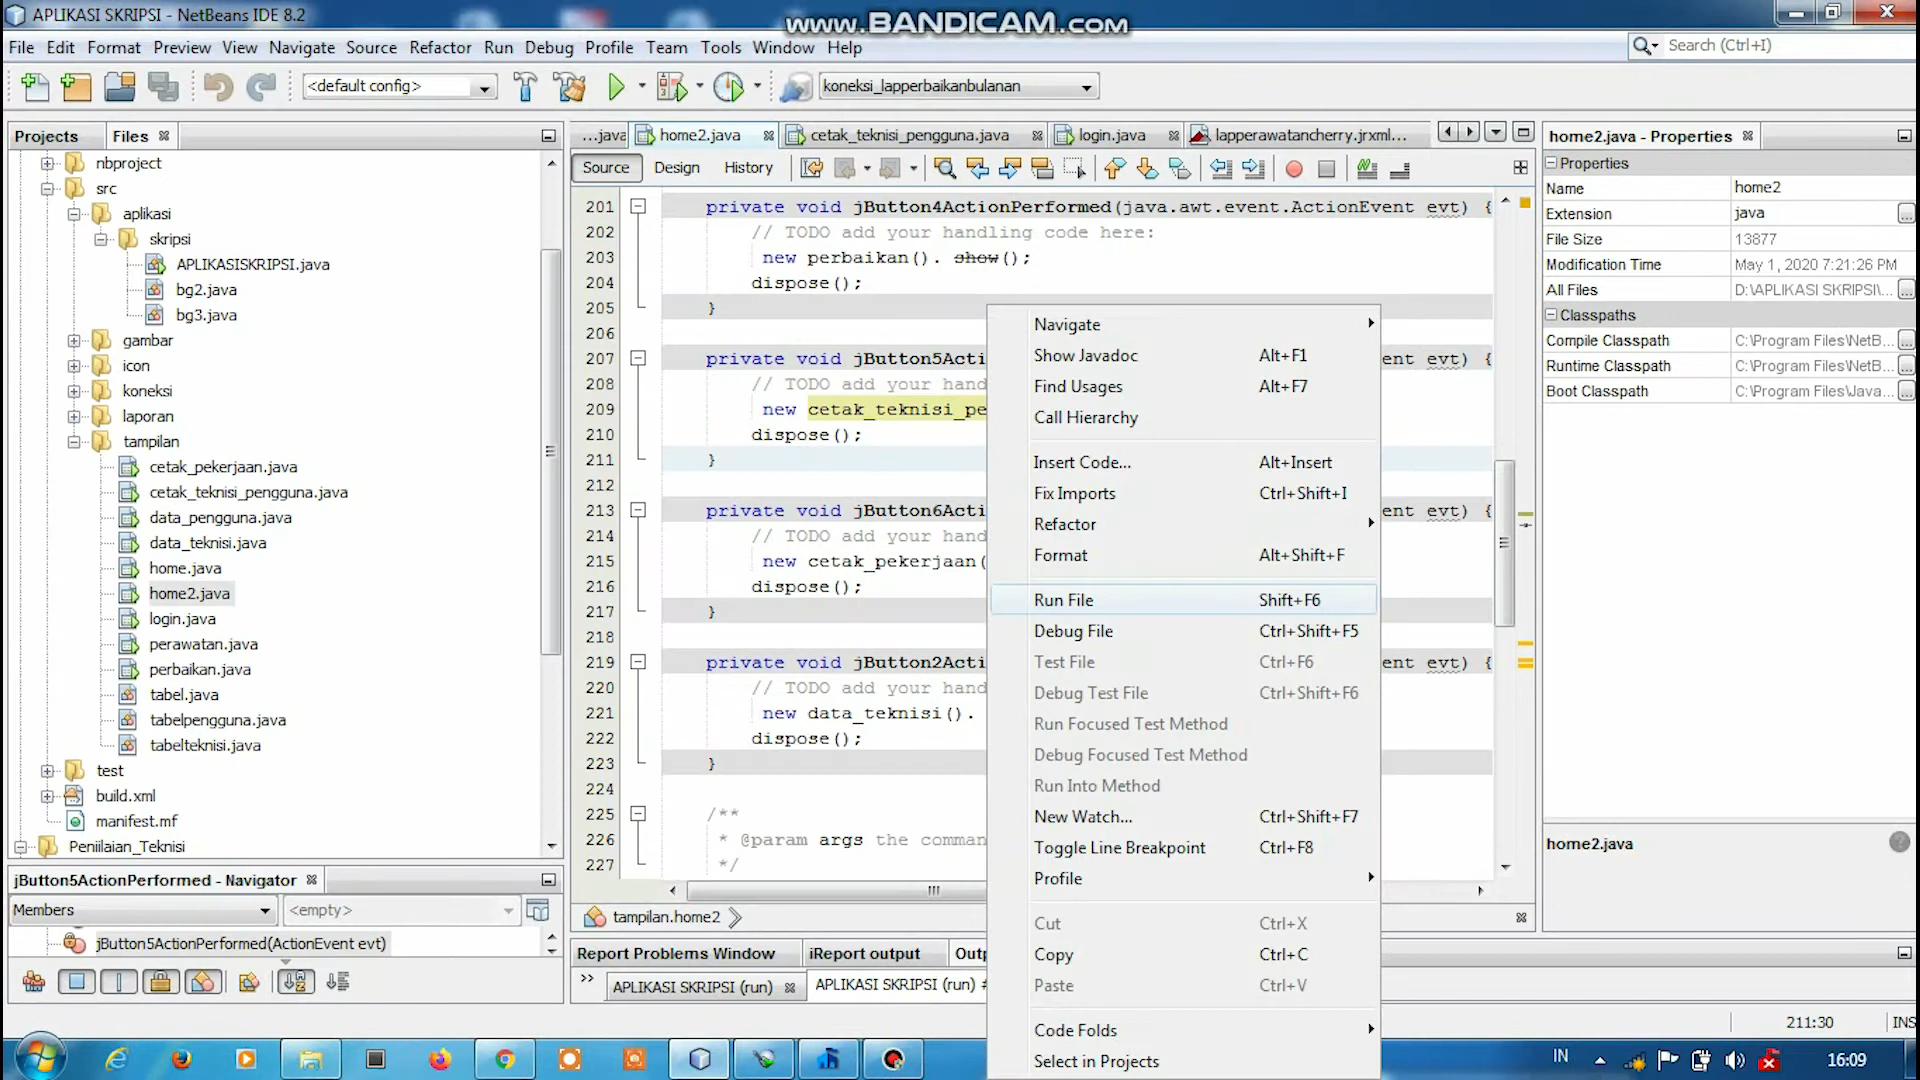 APLIKASI SKRIPSI - NetBeans IDE 8.2
www.BANDICAM.com
File Edit Format Preview View Navigate Source Refactor Run Debug Profile Team Tools Window Help
Search (Ctrl+I)
<default config>
koneksi_lapperbaikanbulanan
Projects Files
nbproject
src
aplikasi
skripsi
APLIKASISKRIPSI.java
bg2.java
bg3.java
gambar
icon
koneksi
laporan
tampilan
cetak_pekerjaan.java
cetak_teknisi_pengguna.java
data_pengguna.java
data_teknisi.java
home.java
home2.java
login.java
perawatan.java
perbaikan.java
tabel.java
tabelpengguna.java
tabelteknisi.java
test
build.xml
manifest.mf
Peniilaian_Teknisi
jButton5ActionPerformed - Navigator
Members
<empty>
jButton5ActionPerformed(ActionEvent evt)
...java home2.java cetak_teknisi_pengguna.java login.java lapperawatancherry.jrxml...
Source Design History
201 private void jButton4ActionPerformed(java.awt.event.ActionEvent evt) {
202 // TODO add your handling code here:
203 new perbaikan(). show();
204 dispose();
205 }
206
207 private void jButton5Acti ent evt) {
208 // TODO add your hand
209 new cetak_teknisi_pe
210 dispose();
211 }
212
213 private void jButton6Acti ent evt) {
214 // TODO add your hand
215 new cetak_pekerjaan(
216 dispose();
217 }
218
219 private void jButton2Acti ent evt) {
220 // TODO add your hand
221 new data_teknisi().
222 dispose();
223 }
224
225 /**
226 * @param args the comman
227 */
tampilan.home2
Report Problems Window iReport output Outp
APLIKASI SKRIPSI (run) APLIKASI SKRIPSI (run) #
Navigate
Show Javadoc Alt+F1
Find Usages Alt+F7
Call Hierarchy
Insert Code... Alt+Insert
Fix Imports Ctrl+Shift+I
Refactor
Format Alt+Shift+F
Run File Shift+F6
Debug File Ctrl+Shift+F5
Test File Ctrl+F6
Debug Test File Ctrl+Shift+F6
Run Focused Test Method
Debug Focused Test Method
Run Into Method
New Watch... Ctrl+Shift+F7
Toggle Line Breakpoint Ctrl+F8
Profile
Cut Ctrl+X
Copy Ctrl+C
Paste Ctrl+V
Code Folds
Select in Projects
home2.java - Properties
Properties
Name home2
Extension java
File Size 13877
Modification Time May 1, 2020 7:21:26 PM
All Files D:\APLIKASI SKRIPSI\...
Classpaths
Compile Classpath C:\Program Files\NetB...
Runtime Classpath C:\Program Files\NetB...
Boot Classpath C:\Program Files\Java...
home2.java
211:30 INS
IN 16:09